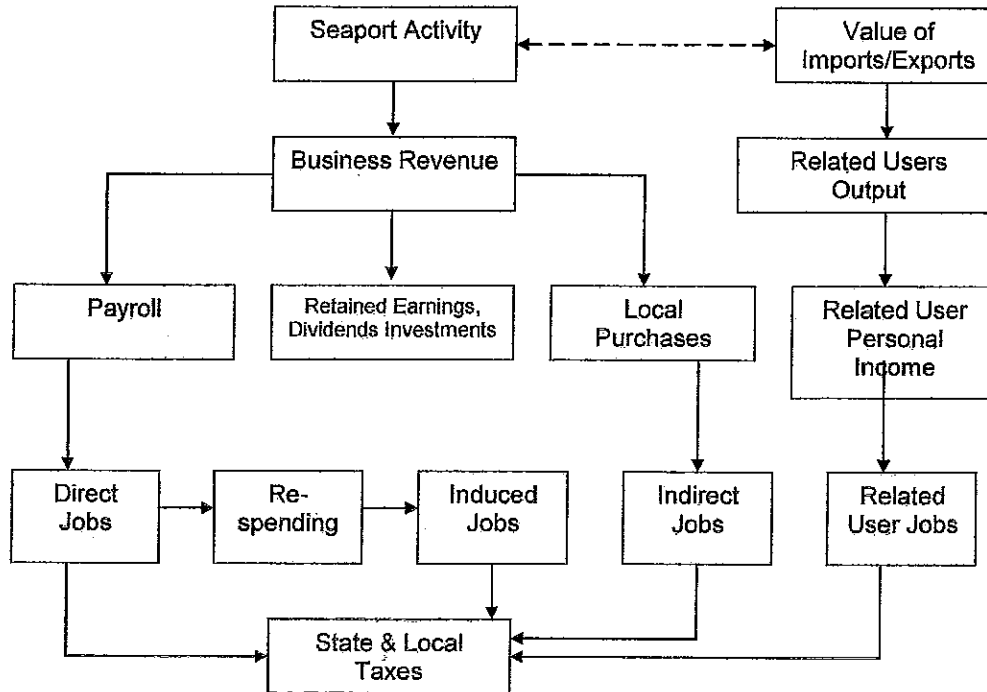 Seaport Activity
Value of
Imports/Exports
Business Revenue
Related Users
Output
Payroll
Retained Earnings,
Dividends Investments
Local
Purchases
Related User
Personal
Income
Direct
Jobs
Re-
spending
Induced
Jobs
Indirect
Jobs
Related
User Jobs
State & Local
Taxes